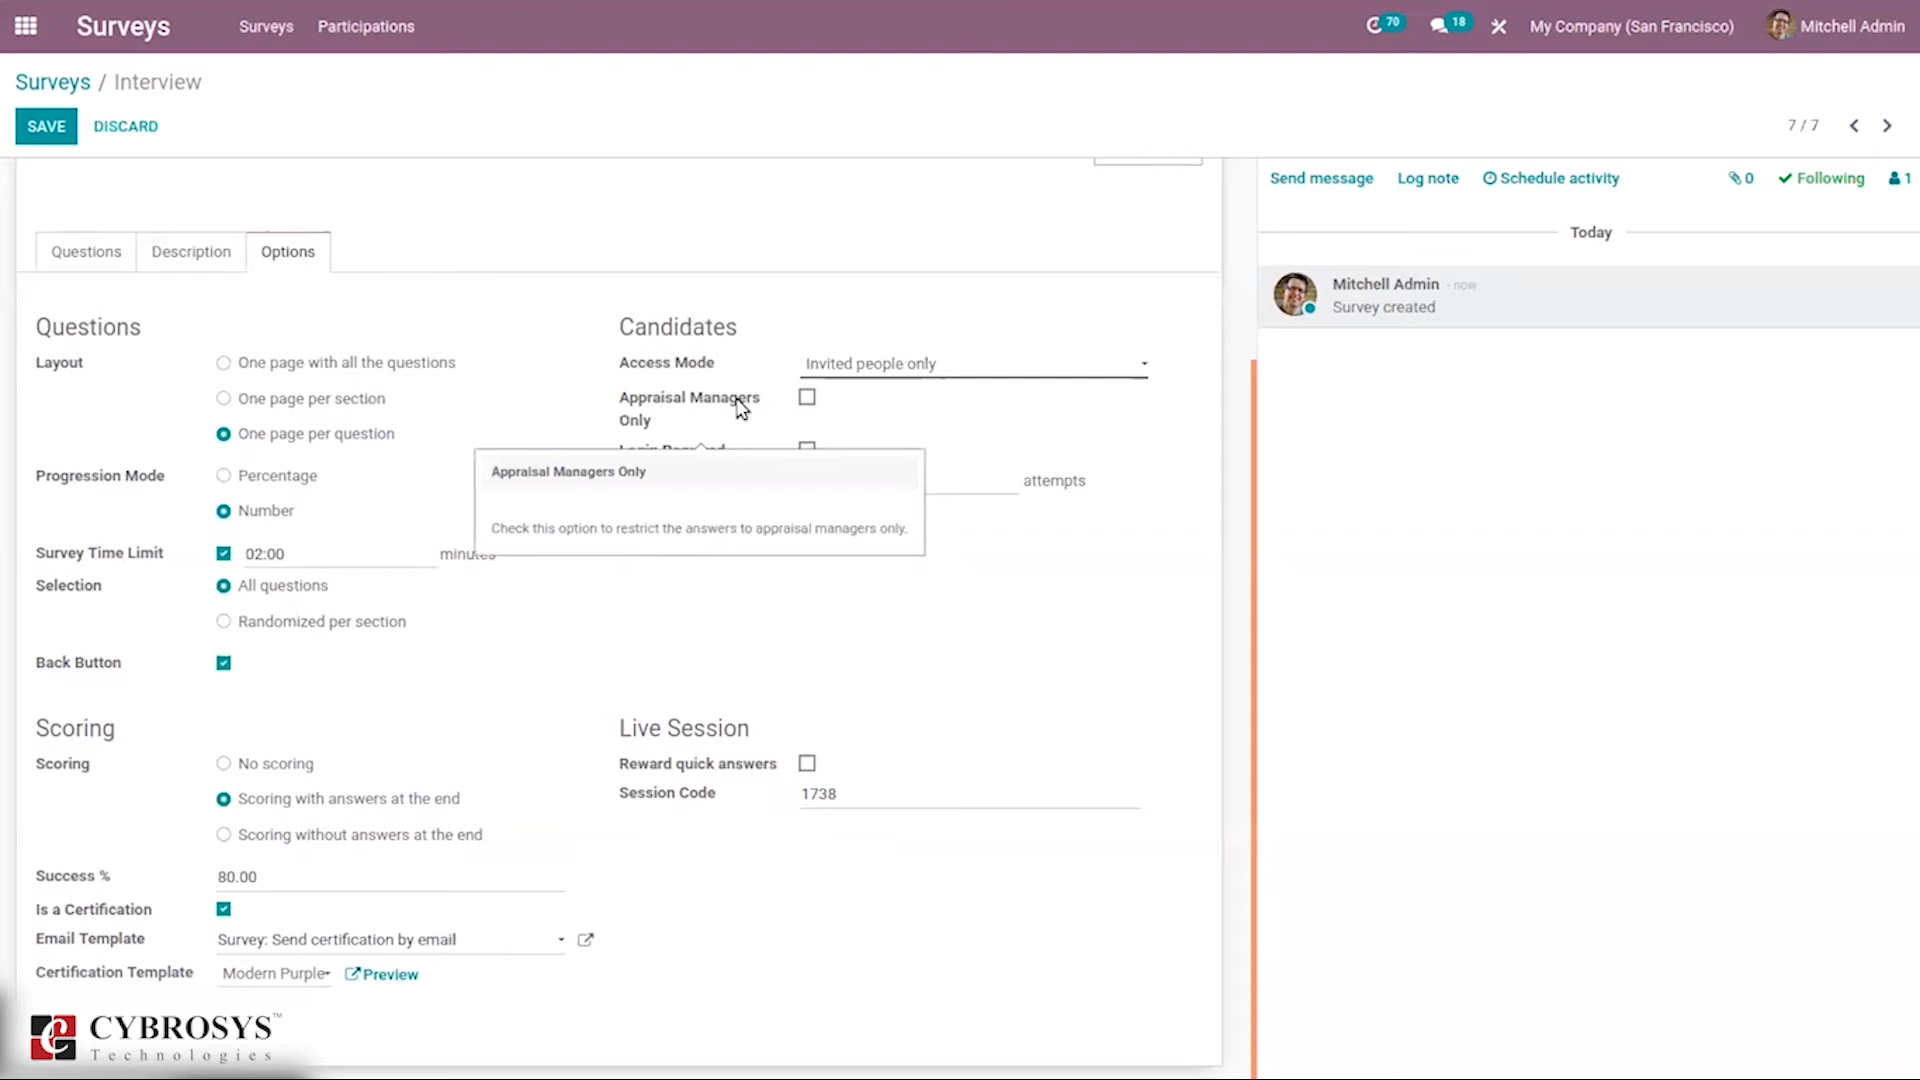 Surveys Surveys Participations 70 18 My Company (San Francisco) Mitchell Admin
Surveys / Interview
SAVE DISCARD 7 / 7
Send message Log note Schedule activity 0 Following 1
Today
Questions Description Options
Mitchell Admin - now
Survey created
Questions Candidates
Layout One page with all the questions Access Mode Invited people only
One page per section Appraisal Managers
Only
One page per question
Login Required
Appraisal Managers Only
Progression Mode Percentage attempts
Number
Check this option to restrict the answers to appraisal managers only.
Survey Time Limit 02:00 minutes
Selection All questions
Randomized per section
Back Button
Scoring Live Session
Scoring No scoring Reward quick answers
Scoring with answers at the end Session Code 1738
Scoring without answers at the end
Success % 80.00
Is a Certification
Email Template Survey: Send certification by email
Certification Template Modern Purple Preview
CYBROSYS™
Technologies